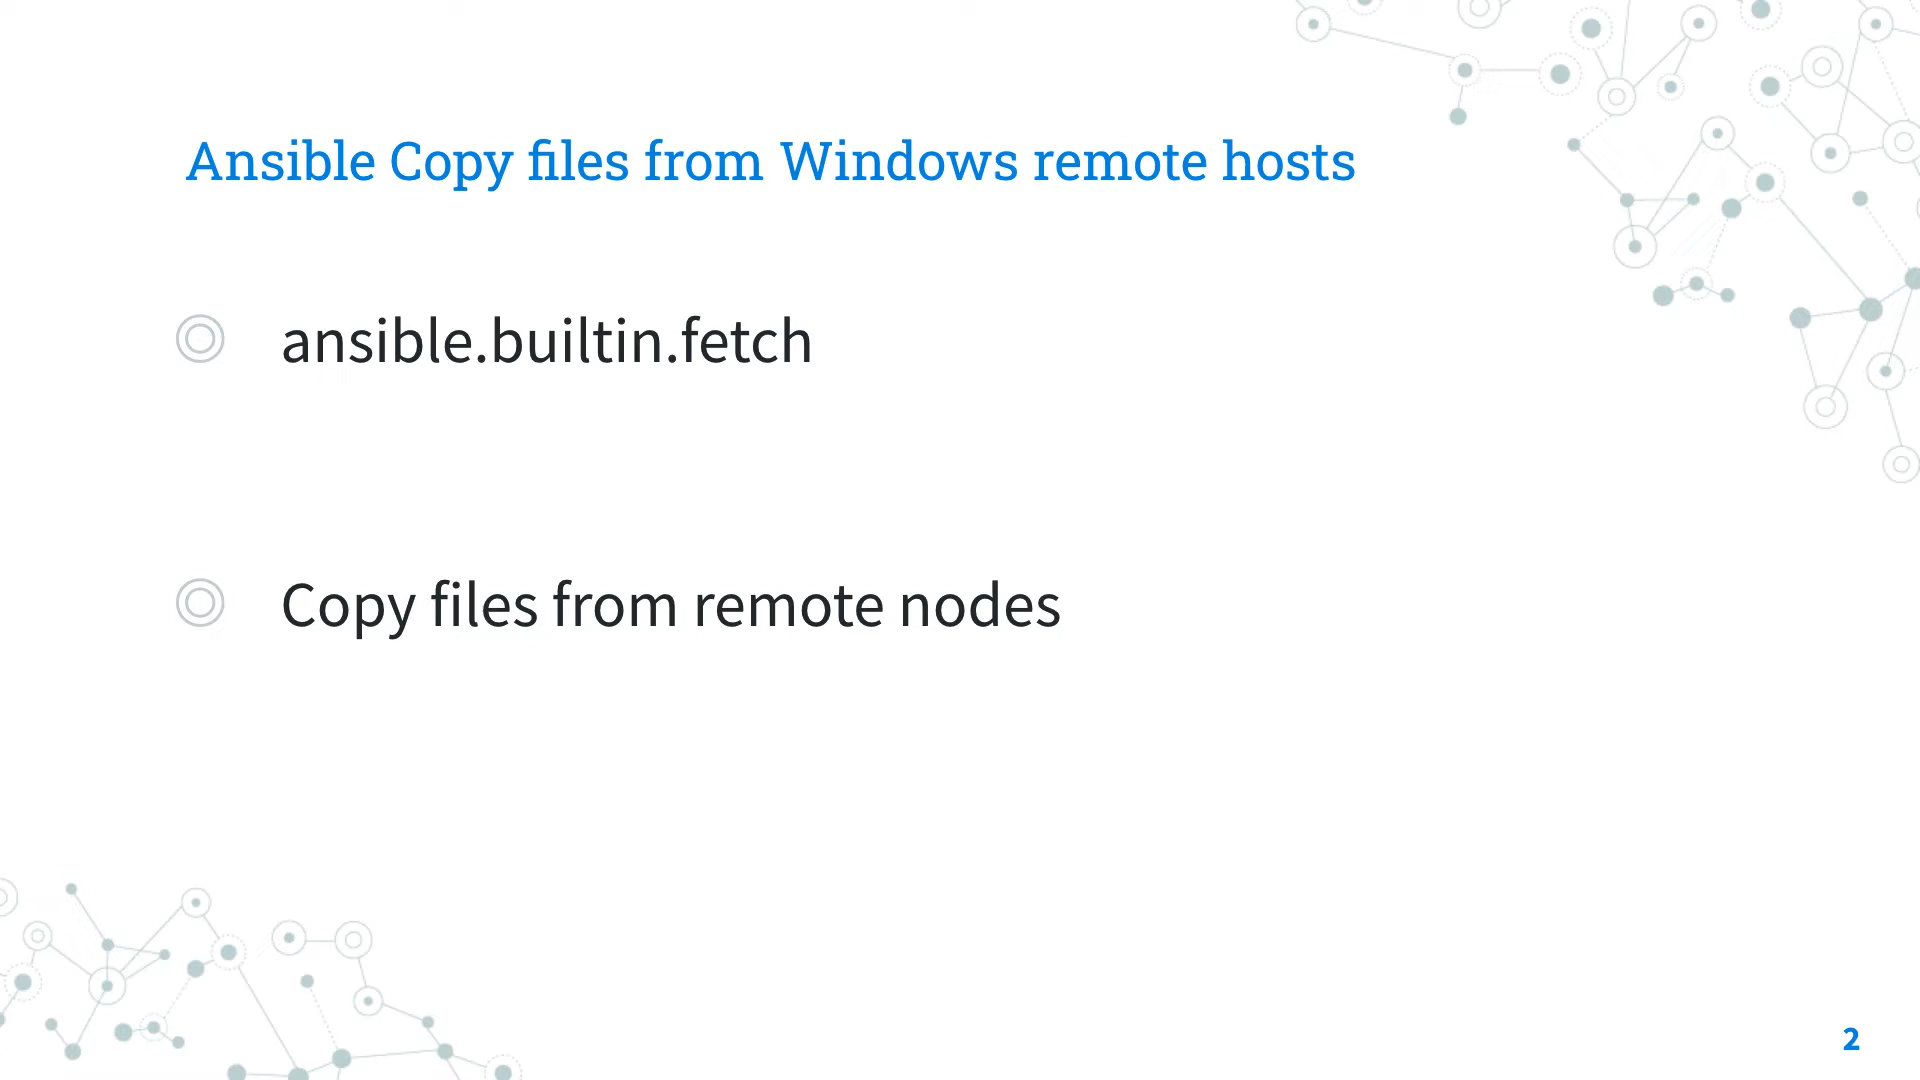 Ansible Copy files from Windows remote hosts
ansible.builtin.fetch
Copy files from remote nodes
2